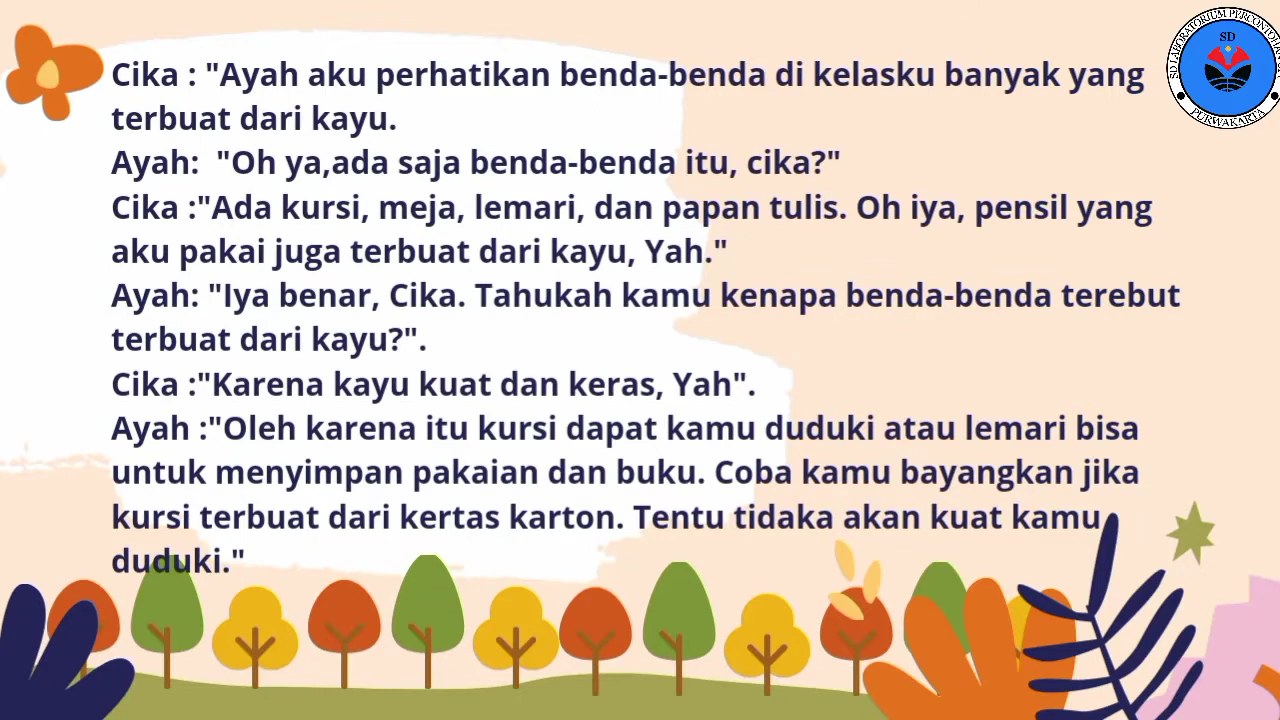 Cika : "Ayah aku perhatikan benda-benda di kelasku banyak yang
terbuat dari kayu.
Ayah:  "Oh ya,ada saja benda-benda itu, cika?"
Cika :"Ada kursi, meja, lemari, dan papan tulis. Oh iya, pensil yang
aku pakai juga terbuat dari kayu, Yah."
Ayah: "Iya benar, Cika. Tahukah kamu kenapa benda-benda terebut
terbuat dari kayu?".
Cika :"Karena kayu kuat dan keras, Yah".
Ayah :"Oleh karena itu kursi dapat kamu duduki atau lemari bisa
untuk menyimpan pakaian dan buku. Coba kamu bayangkan jika
kursi terbuat dari kertas karton. Tentu tidaka akan kuat kamu
duduki."
SD LABORATORIUM
SD
PURWAKARTA